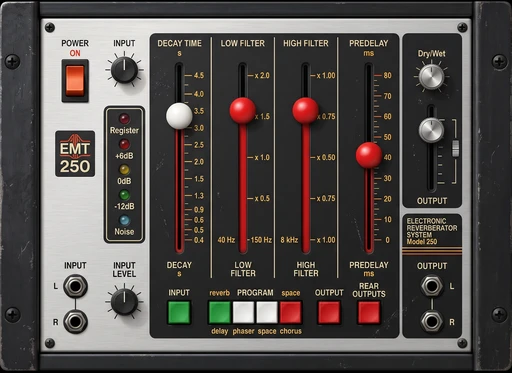 POWER
ON
INPUT
DECAY TIME
s
LOW FILTER
HIGH FILTER
PREDELAY
ms
Dry/Wet
4.5
4.0
3.5
3.0
2.5
2.0
1.5
1.3
0.9
0.8
0.6
0.5
0.4
x 2.0
x 1.5
x 1.0
x 0.5
40 Hz
150 Hz
x 1.00
x 0.75
x 0.50
8 kHz
x 1.00
80
70
60
50
40
30
20
10
0
Register
+6dB
0dB
-12dB
Noise
EMT
250
OUTPUT
ELECTRONIC
REVERBERATOR
SYSTEM
Model 250
INPUT
L
R
INPUT
LEVEL
DECAY
s
LOW
FILTER
HIGH
FILTER
PREDELAY
ms
OUTPUT
L
R
INPUT
reverb
PROGRAM
space
OUTPUT
REAR
OUTPUTS
delay phaser space chorus